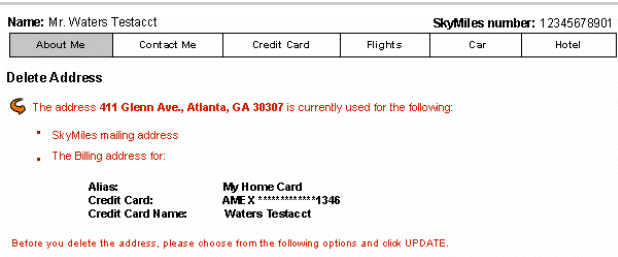 Name: Mr. Waters Testacct SkyMiles number: 12345678901
About Me Contact Me Credit Card Flights Car Hotel
Delete Address
The address 411 Glenn Ave., Atlanta, GA 30307 is currently used for the following:
SkyMiles mailing address
The Billing address for:
Alias: My Home Card
Credit Card: AMEX *************1346
Credit Card Name: Waters Testacct
Before you delete the address, please choose from the following options and click UPDATE.